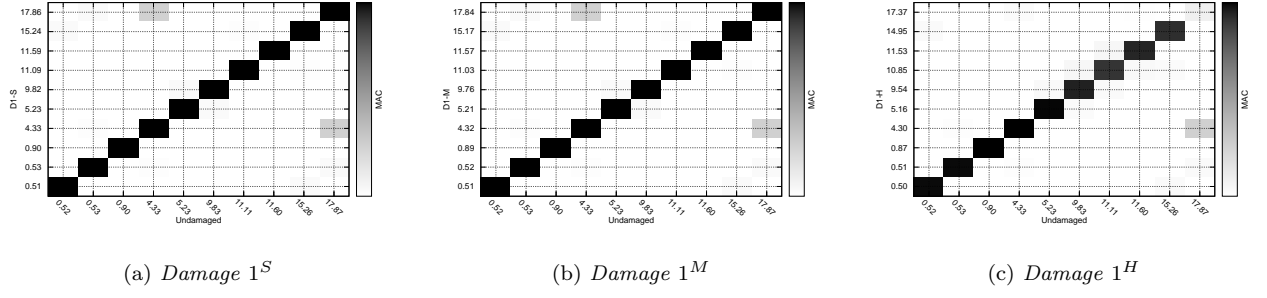 17.86
15.24
11.59
11.09
9.82
5.23
4.33
0.90
0.53
0.51
D1-S
0.52 0.53 0.90 4.33 5.23 9.83 11.11 11.60 15.26 17.87
Undamaged
MAC
(a) Damage 1^S
17.84
15.17
11.57
11.03
9.76
5.21
4.32
0.89
0.53
0.51
D1-M
0.52 0.53 0.90 4.33 5.23 9.83 11.11 11.60 15.26 17.87
Undamaged
MAC
(b) Damage 1^M
17.37
14.95
11.53
10.85
9.54
5.16
4.30
0.87
0.51
0.50
D1-H
0.52 0.53 0.90 4.33 5.23 9.83 11.11 11.60 15.26 17.87
Undamaged
MAC
(c) Damage 1^H